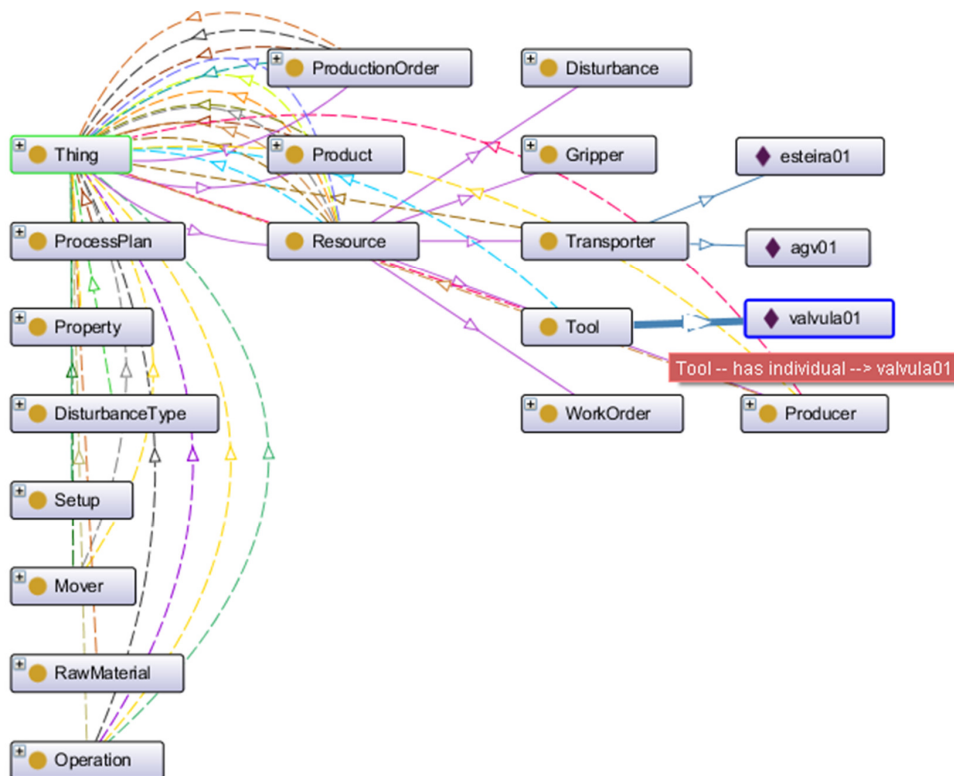 ProductionOrder
Disturbance
Thing
Product
Gripper
esteira01
ProcessPlan
Resource
Transporter
agv01
Property
Tool
valvula01
Tool -- has individual --> valvula01
DisturbanceType
WorkOrder
Producer
Setup
Mover
RawMaterial
Operation